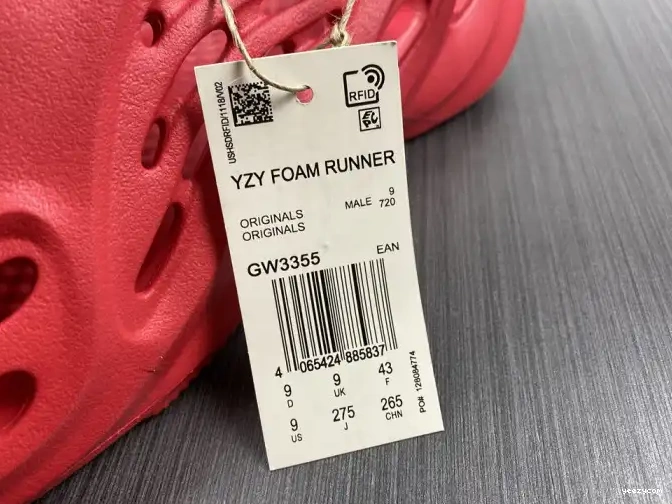 USHSDRFID/1118/V02
RFID
YZY FOAM RUNNER
ORIGINALS MALE 9
ORIGINALS 720
GW3355 EAN
4 065424 885837
9 9 43
D UK F
9 275 265
US J CHN
PO# 128084774
yeezycom